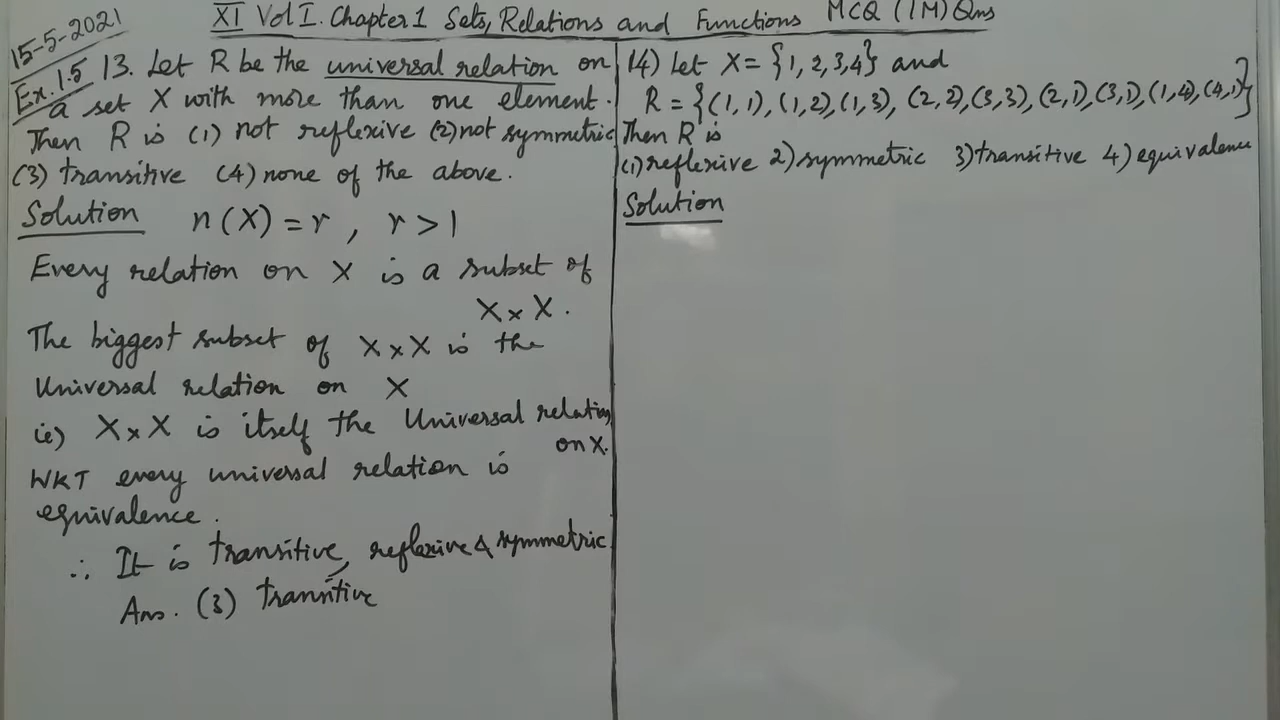 XI Vol I. Chapter 1 Sets, Relations and Functions MCQ (1M) Qns
15-5-2021
Ex. 1.5 13. Let R be the universal relation on
a set X with more than one element.
Then R is (1) not reflexive (2) not symmetric
(3) transitive (4) none of the above.
Solution n(X) = r, r > 1
Every relation on X is a subset of
X × X.
The biggest subset of X × X is the
Universal relation on X
ie) X × X is itself the Universal relation
on X.
WKT every universal relation is
equivalence.
∴ It is transitive, reflexive & symmetric
Ans. (3) transitive
14) Let X = {1, 2, 3, 4} and
R = {(1, 1), (1, 2), (1, 3), (2, 2), (3, 3), (2, 1), (3, 1), (1, 4), (4, 1)}
Then R is
(1) reflexive 2) symmetric 3) transitive 4) equivalence
Solution